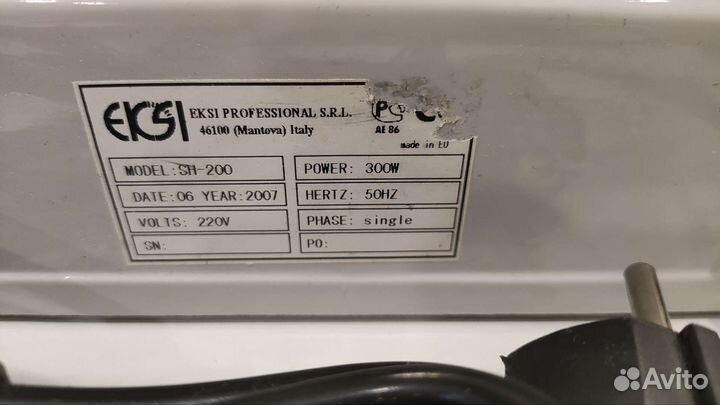 EKSI EKSI PROFESSIONAL S.R.L.
46100 (Mantova) Italy
AE 86
made in EU
MODEL:SH-200
POWER: 300W
DATE:06 YEAR:2007
HERTZ: 50HZ
VOLTS: 220V
PHASE: single
SN:
PO:
Avito